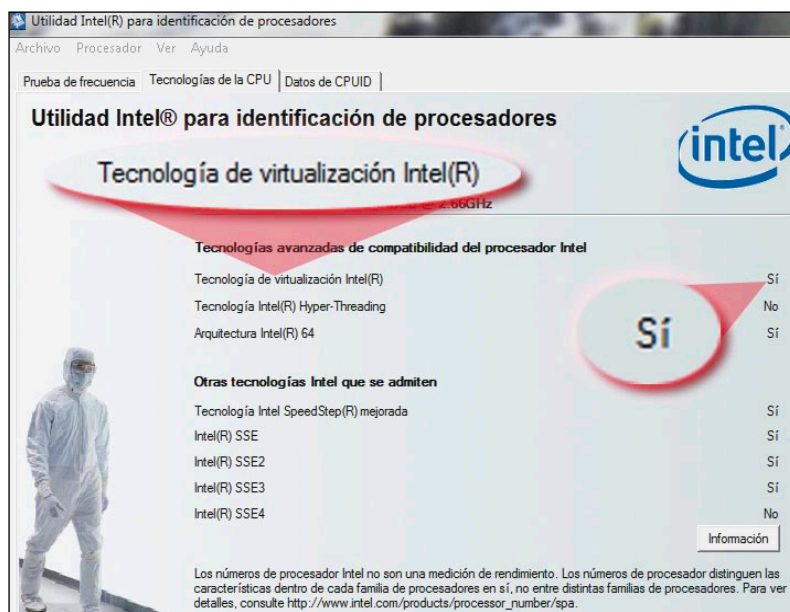 Utilidad Intel(R) para identificación de procesadores
Archivo Procesador Ver Ayuda
Prueba de frecuencia Tecnologías de la CPU Datos de CPUID
Utilidad Intel® para identificación de procesadores
intel
Tecnología de virtualización Intel(R)
@ 2.66GHz
Tecnologías avanzadas de compatibilidad del procesador Intel
Tecnología de virtualización Intel(R) Sí
Tecnología Intel(R) Hyper-Threading No
Arquitectura Intel(R) 64 Sí
Sí
Otras tecnologías Intel que se admiten
Tecnología Intel SpeedStep(R) mejorada Sí
Intel(R) SSE Sí
Intel(R) SSE2 Sí
Intel(R) SSE3 Sí
Intel(R) SSE4 No
Información
Los números de procesador Intel no son una medición de rendimiento. Los números de procesador distinguen las
características dentro de cada familia de procesadores en sí, no entre distintas familias de procesadores. Para ver
detalles, consulte http://www.intel.com/products/processor_number/spa.